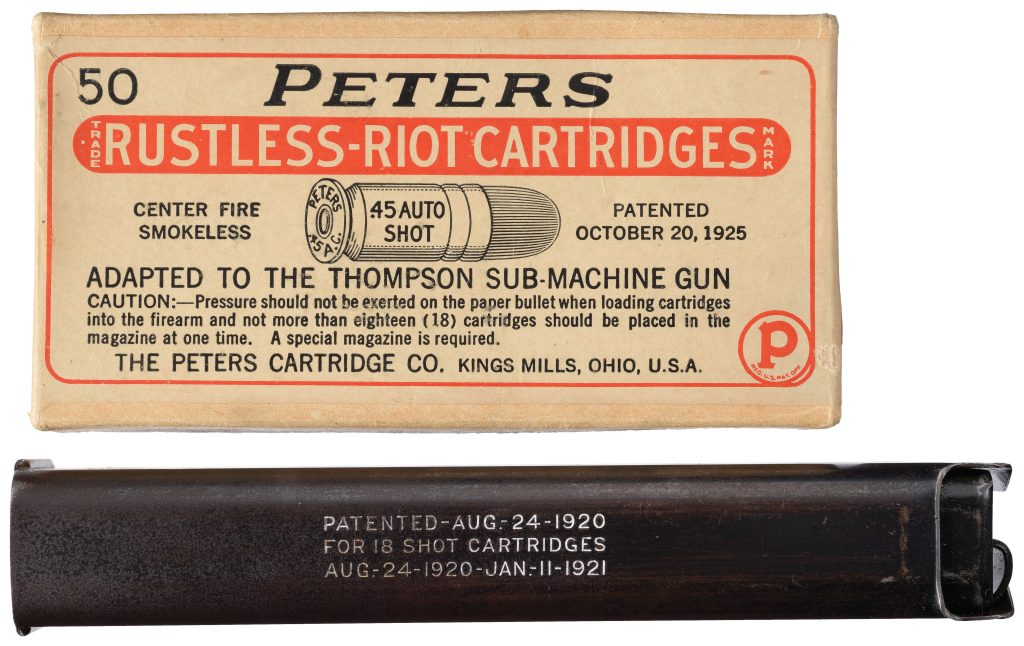 50 PETERS
TRADE RUSTLESS-RIOT CARTRIDGES MARK
CENTER FIRE
SMOKELESS
PETERS
.45 A.C.
.45 AUTO
SHOT
PATENTED
OCTOBER 20, 1925
ADAPTED TO THE THOMPSON SUB-MACHINE GUN
CAUTION:—Pressure should not be exerted on the paper bullet when loading cartridges
into the firearm and not more than eighteen (18) cartridges should be placed in the
magazine at one time. A special magazine is required.
THE PETERS CARTRIDGE CO. KINGS MILLS, OHIO, U.S.A.
P
REG. U.S. PAT. OFF.
PATENTED-AUG.-24-1920
FOR 18 SHOT CARTRIDGES
AUG.-24-1920-JAN.-11-1921